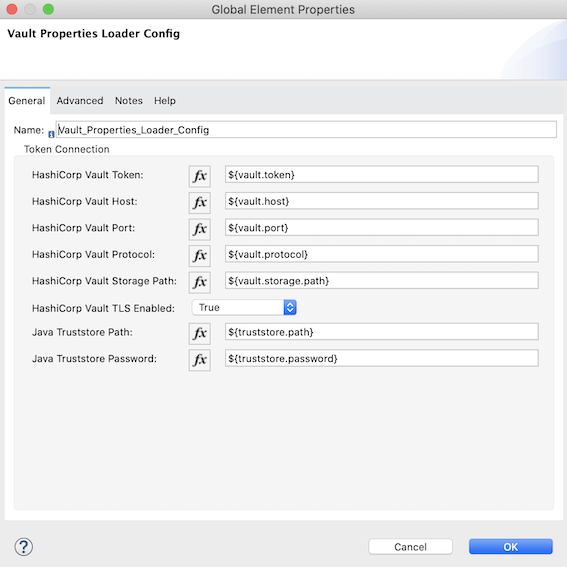 Global Element Properties
Vault Properties Loader Config
General Advanced Notes Help
Name: Vault_Properties_Loader_Config
Token Connection
HashiCorp Vault Token: fx ${vault.token}
HashiCorp Vault Host: fx ${vault.host}
HashiCorp Vault Port: fx ${vault.port}
HashiCorp Vault Protocol: fx ${vault.protocol}
HashiCorp Vault Storage Path: fx ${vault.storage.path}
HashiCorp Vault TLS Enabled: True
Java Truststore Path: fx ${truststore.path}
Java Truststore Password: fx ${truststore.password}
? Cancel OK